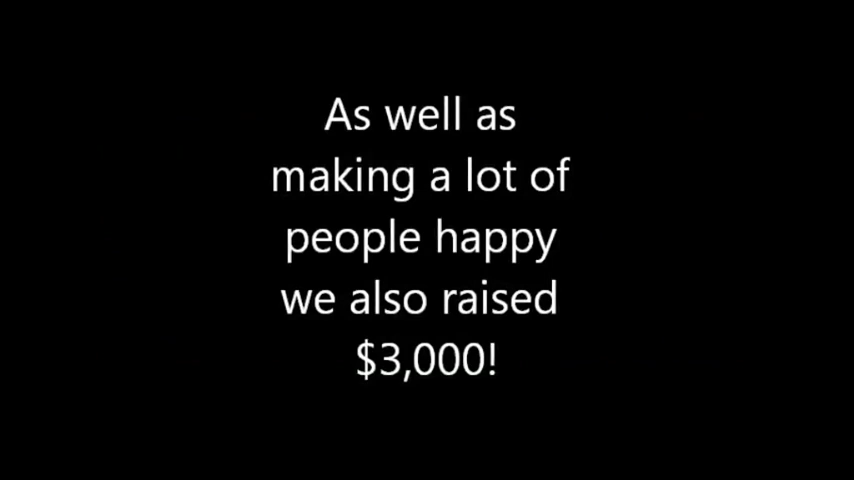 As well as
making a lot of
people happy
we also raised
$3,000!